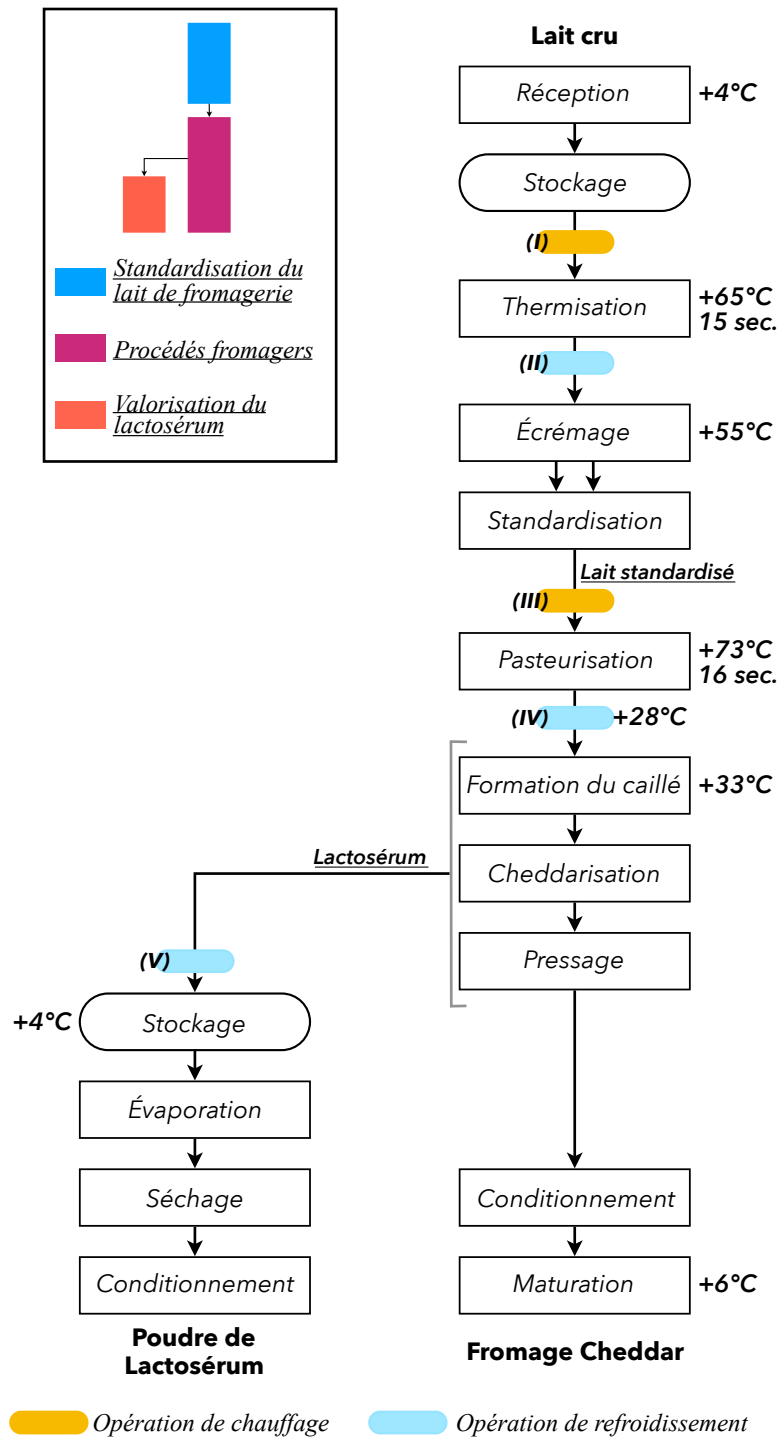 Standardisation du
lait de fromagerie
Procédés fromagers
Valorisation du
lactosérum
Lait cru
Réception
+4°C
Stockage
(I)
Thermisation
+65°C
15 sec.
(II)
Écrémage
+55°C
Standardisation
Lait standardisé
(III)
Pasteurisation
+73°C
16 sec.
(IV)
+28°C
Formation du caillé
+33°C
Lactosérum
Cheddarisation
Pressage
(V)
+4°C
Stockage
Évaporation
Séchage
Conditionnement
Poudre de
Lactosérum
Conditionnement
Maturation
+6°C
Fromage Cheddar
Opération de chauffage
Opération de refroidissement